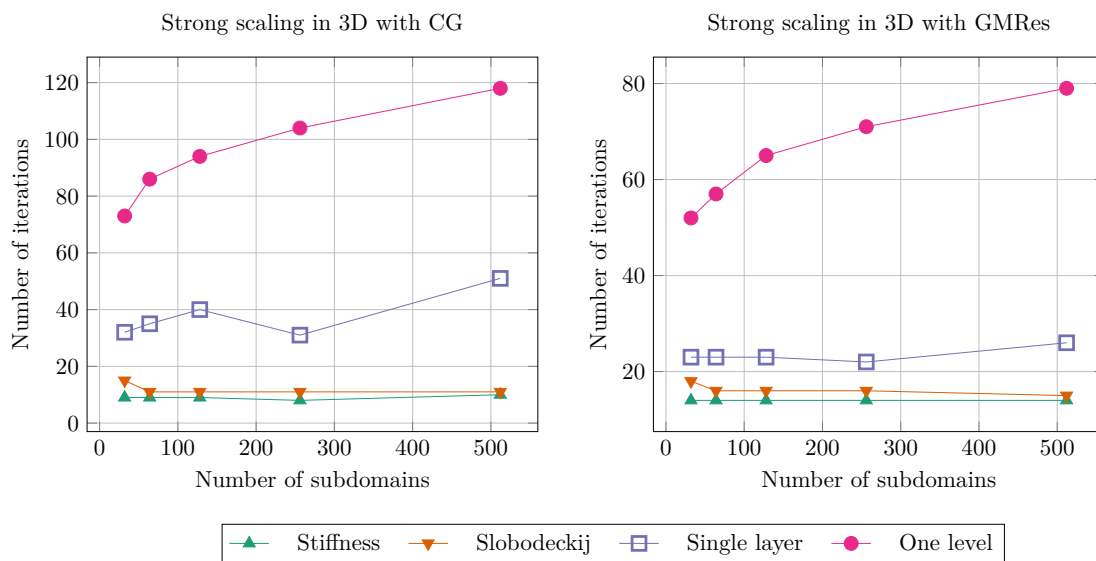 Strong scaling in 3D with CG
Strong scaling in 3D with GMRes
Number of iterations
120
100
80
60
40
20
0
0 100 200 300 400 500
Number of subdomains
Number of iterations
80
60
40
20
0 100 200 300 400 500
Number of subdomains
Stiffness Slobodeckij Single layer One level